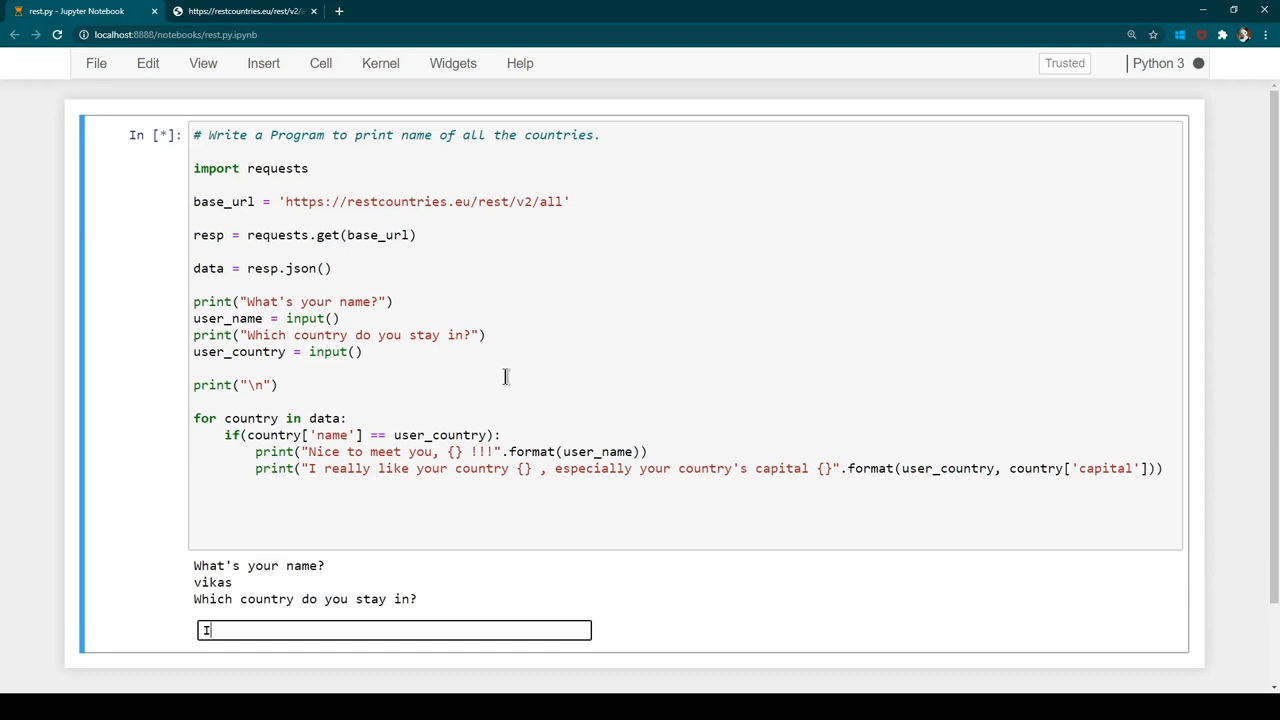 rest.py - Jupyter Notebook
https://restcountries.eu/rest/v2/a
localhost:8888/notebooks/rest.py.ipynb
File Edit View Insert Cell Kernel Widgets Help
Trusted
Python 3
In [*]:
# Write a Program to print name of all the countries.
import requests
base_url = 'https://restcountries.eu/rest/v2/all'
resp = requests.get(base_url)
data = resp.json()
print("What's your name?")
user_name = input()
print("Which country do you stay in?")
user_country = input()
print("\n")
for country in data:
    if(country['name'] == user_country):
        print("Nice to meet you, {} !!!".format(user_name))
        print("I really like your country {} , especially your country's capital {}".format(user_country, country['capital']))
What's your name?
vikas
Which country do you stay in?
I